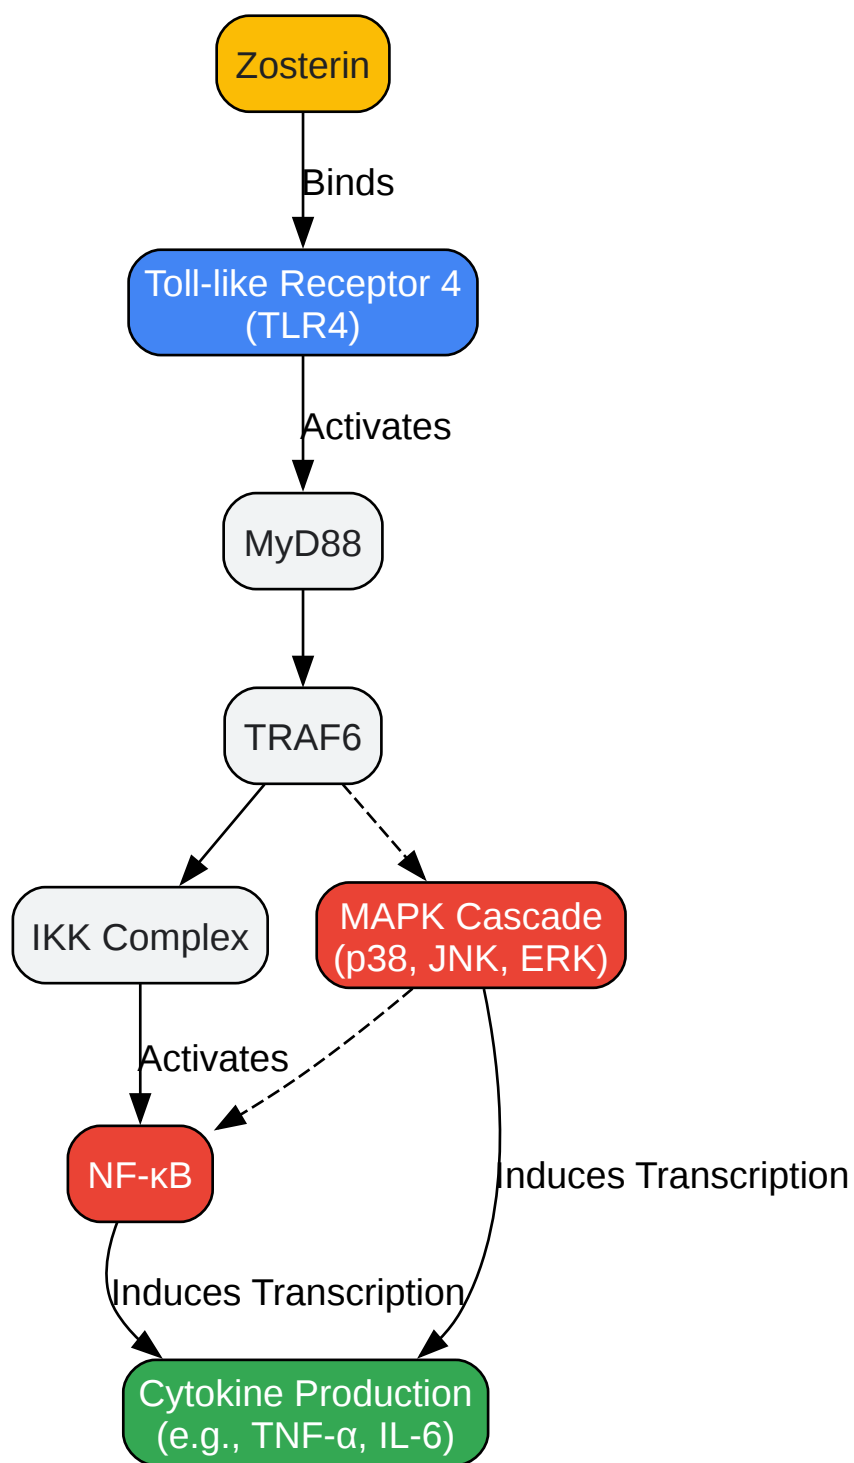 Zosterin
Binds
Toll-like Receptor 4
(TLR4)
Activates
MyD88
TRAF6
IKK Complex
MAPK Cascade
(p38, JNK, ERK)
Activates
NF-κB
Induces Transcription
Induces Transcription
Cytokine Production
(e.g., TNF-α, IL-6)